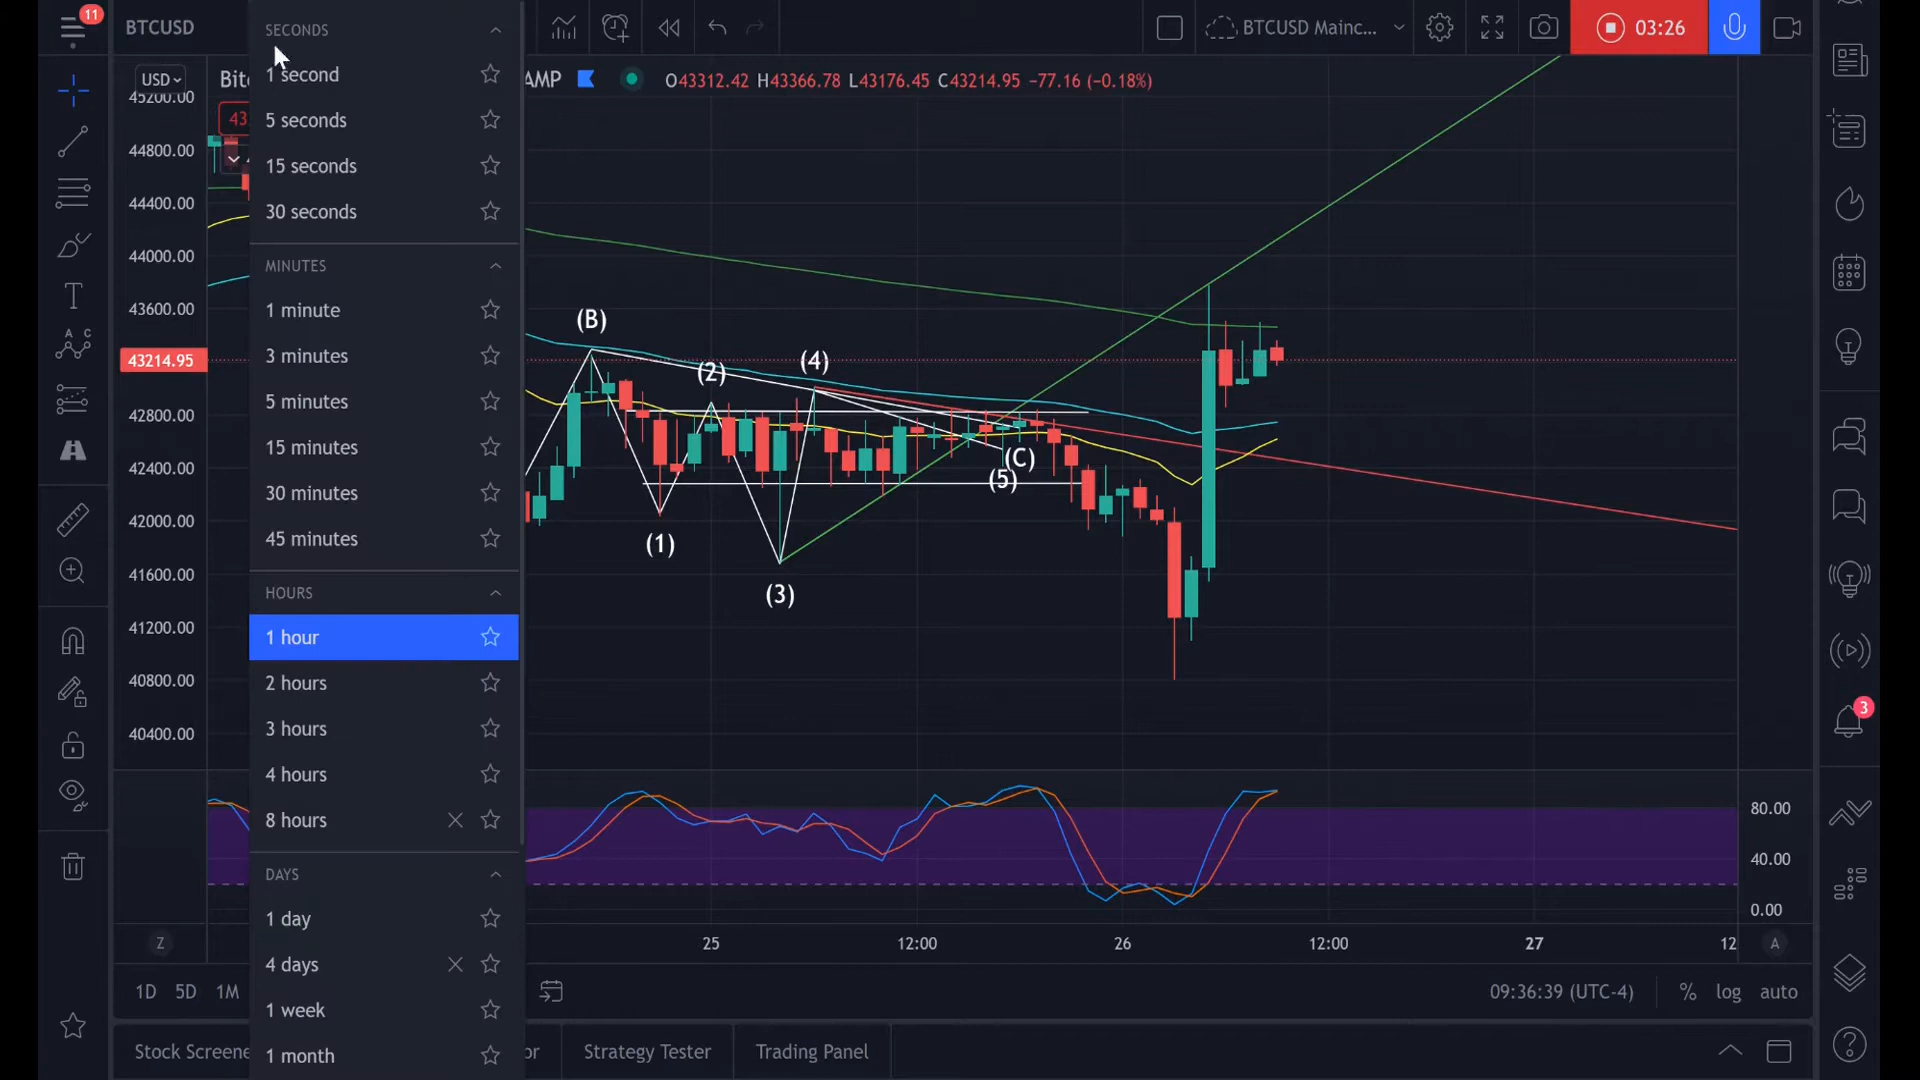 11
BTCUSD
BTCUSD Mainc...
03:26
USD
Bit
AMP
O43312.42 H43366.78 L43176.45 C43214.95 -77.16 (-0.18%)
43
SECONDS
1 second
5 seconds
15 seconds
30 seconds
MINUTES
1 minute
3 minutes
5 minutes
15 minutes
30 minutes
45 minutes
HOURS
1 hour
2 hours
3 hours
4 hours
8 hours
DAYS
1 day
4 days
1 week
1 month
45200.00
44800.00
44400.00
44000.00
43600.00
43214.95
42800.00
42400.00
42000.00
41600.00
41200.00
40800.00
40400.00
(B)
(2)
(4)
(C)
(5)
(1)
(3)
3
80.00
40.00
0.00
Z
25
12:00
26
12:00
27
12
A
1D 5D 1M
09:36:39 (UTC-4)
% log auto
Stock Screene
or
Strategy Tester
Trading Panel